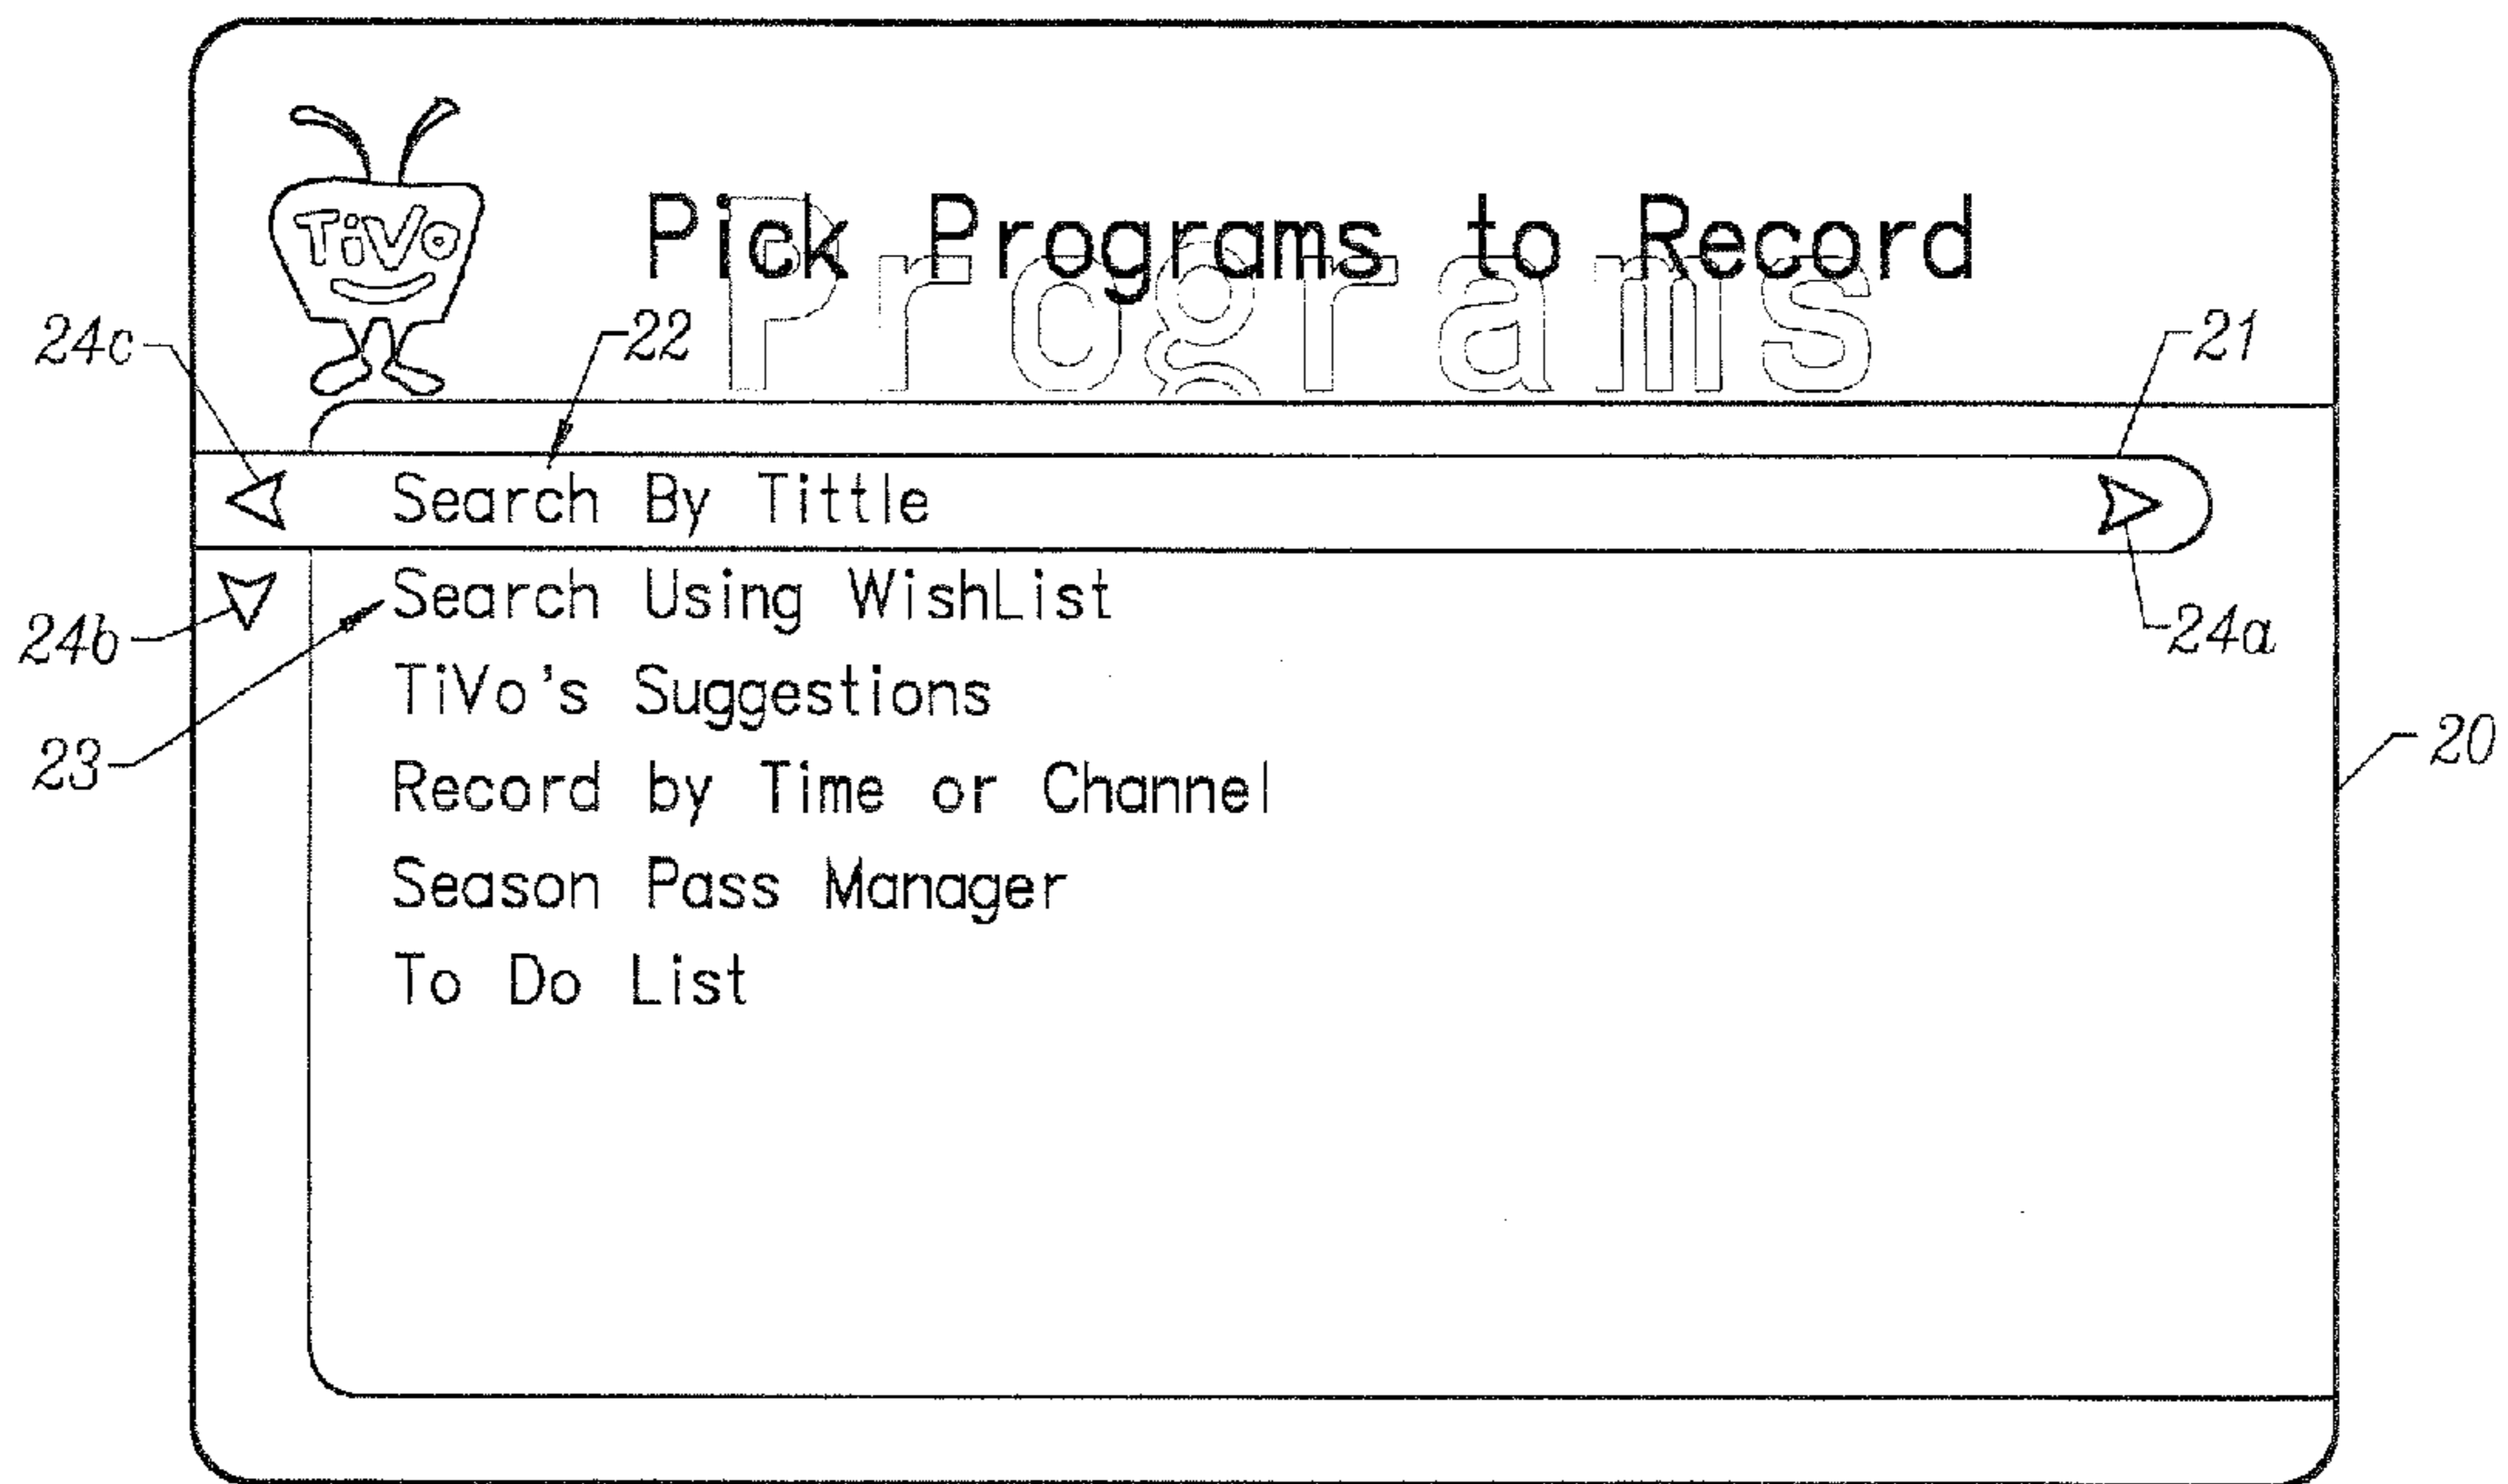 TiVo
Pick Programs to Record
Programs
24c
22
21
Search By Tittle
Search Using WishList
24b
24a
TiVo's Suggestions
20
23
Record by Time or Channel
Season Pass Manager
To Do List